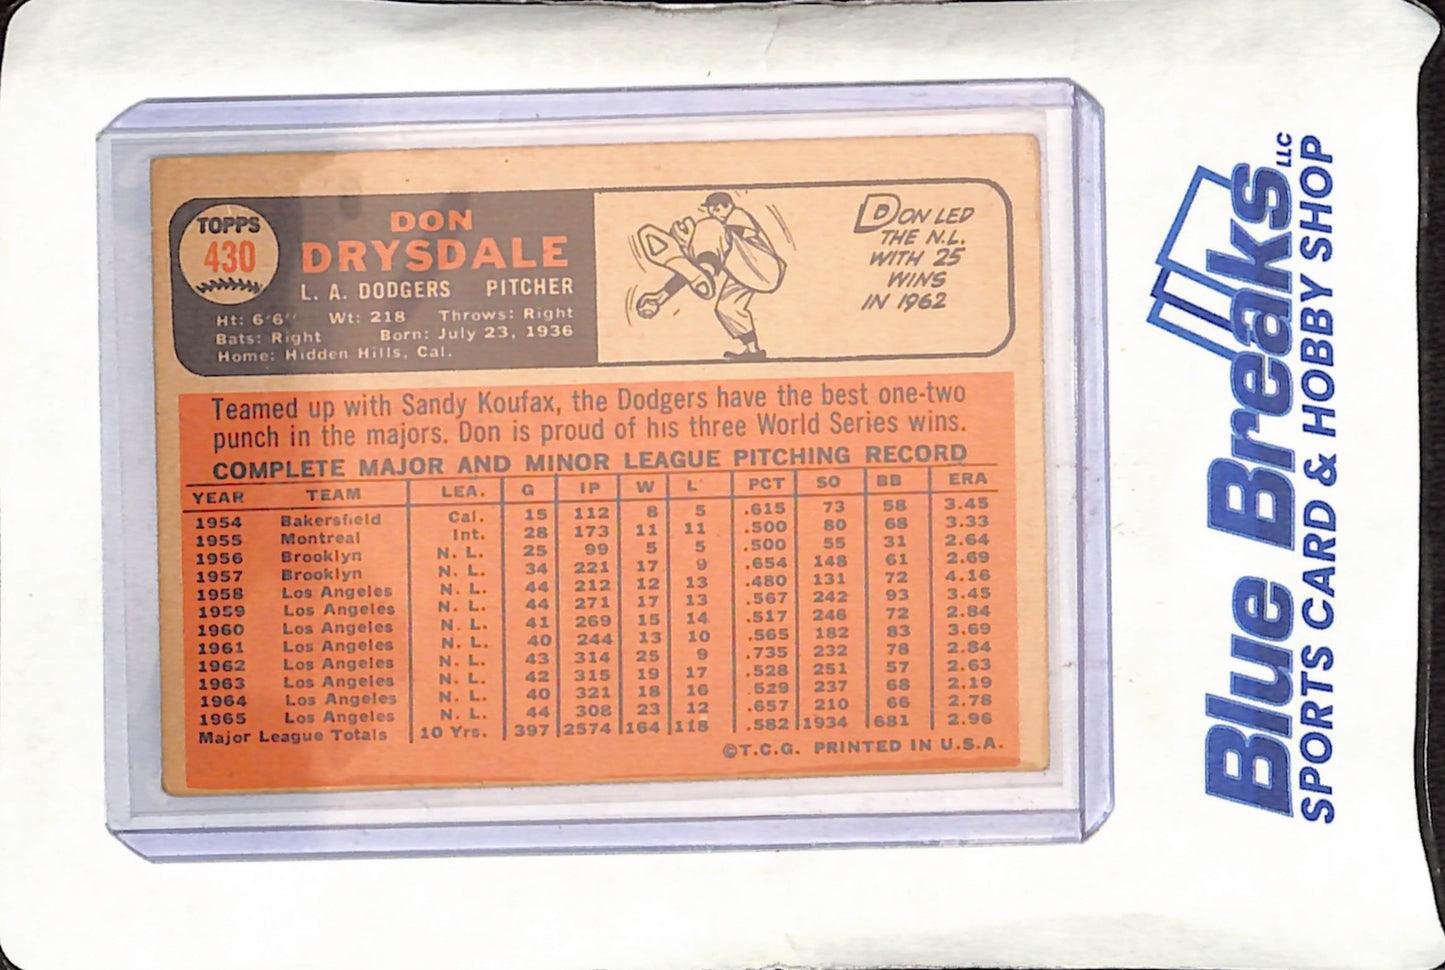 TOPPS
430
DON
DRYSDALE
L. A. DODGERS PITCHER
Ht: 6'6" Wt: 218 Throws: Right
Bats: Right Born: July 23, 1936
Home: Hidden Hills, Cal.
DON LED
THE N.L.
WITH 25
WINS
IN 1962
Teamed up with Sandy Koufax, the Dodgers have the best one-two
punch in the majors. Don is proud of his three World Series wins.
COMPLETE MAJOR AND MINOR LEAGUE PITCHING RECORD
YEAR TEAM LEA. G IP W L PCT SO BB ERA
1954 Bakersfield Cal. 15 112 8 5 .615 73 58 3.45
1955 Montreal Int. 28 173 11 11 .500 80 68 3.33
1956 Brooklyn N. L. 25 99 5 5 .500 55 31 2.64
1957 Brooklyn N. L. 34 221 17 9 .654 148 61 2.69
1958 Los Angeles N. L. 44 212 12 13 .480 131 72 4.16
1959 Los Angeles N. L. 44 271 17 13 .567 242 93 3.45
1960 Los Angeles N. L. 41 269 15 14 .517 246 72 2.84
1961 Los Angeles N. L. 40 244 13 10 .565 182 83 3.69
1962 Los Angeles N. L. 43 314 25 9 .735 232 78 2.84
1963 Los Angeles N. L. 42 315 19 17 .528 251 57 2.63
1964 Los Angeles N. L. 40 321 18 16 .529 237 68 2.19
1965 Los Angeles N. L. 44 308 23 12 .657 210 66 2.78
Major League Totals 10 Yrs. 397 2574 164 118 .582 1934 681 2.96
©T.C.G. PRINTED IN U.S.A.
Blue Breaks LLC
SPORTS CARD & HOBBY SHOP